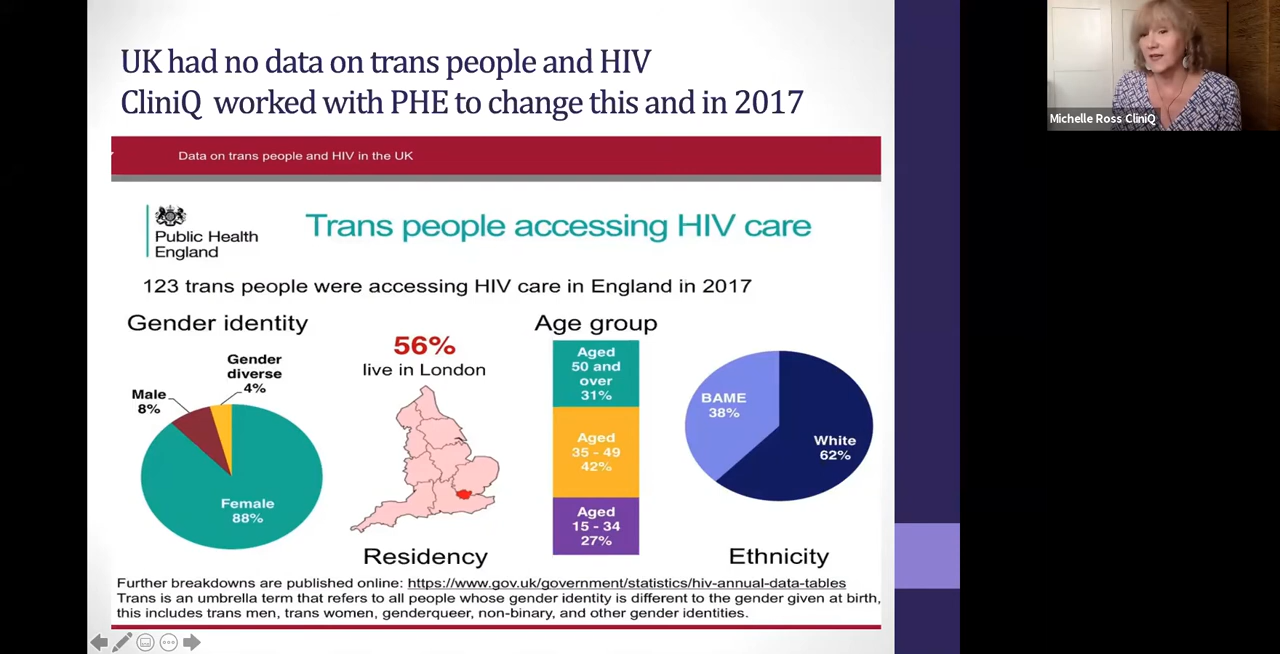 UK had no data on trans people and HIV
CliniQ worked with PHE to change this and in 2017
Michelle Ross CliniQ
Data on trans people and HIV in the UK
Public Health
England
Trans people accessing HIV care
123 trans people were accessing HIV care in England in 2017
Gender identity
Gender
diverse
4%
Male
8%
Female
88%
56%
live in London
Residency
Age group
Aged
50 and
over
31%
Aged
35 - 49
42%
Aged
15 - 34
27%
BAME
38%
White
62%
Ethnicity
Further breakdowns are published online: https://www.gov.uk/government/statistics/hiv-annual-data-tables
Trans is an umbrella term that refers to all people whose gender identity is different to the gender given at birth,
this includes trans men, trans women, genderqueer, non-binary, and other gender identities.